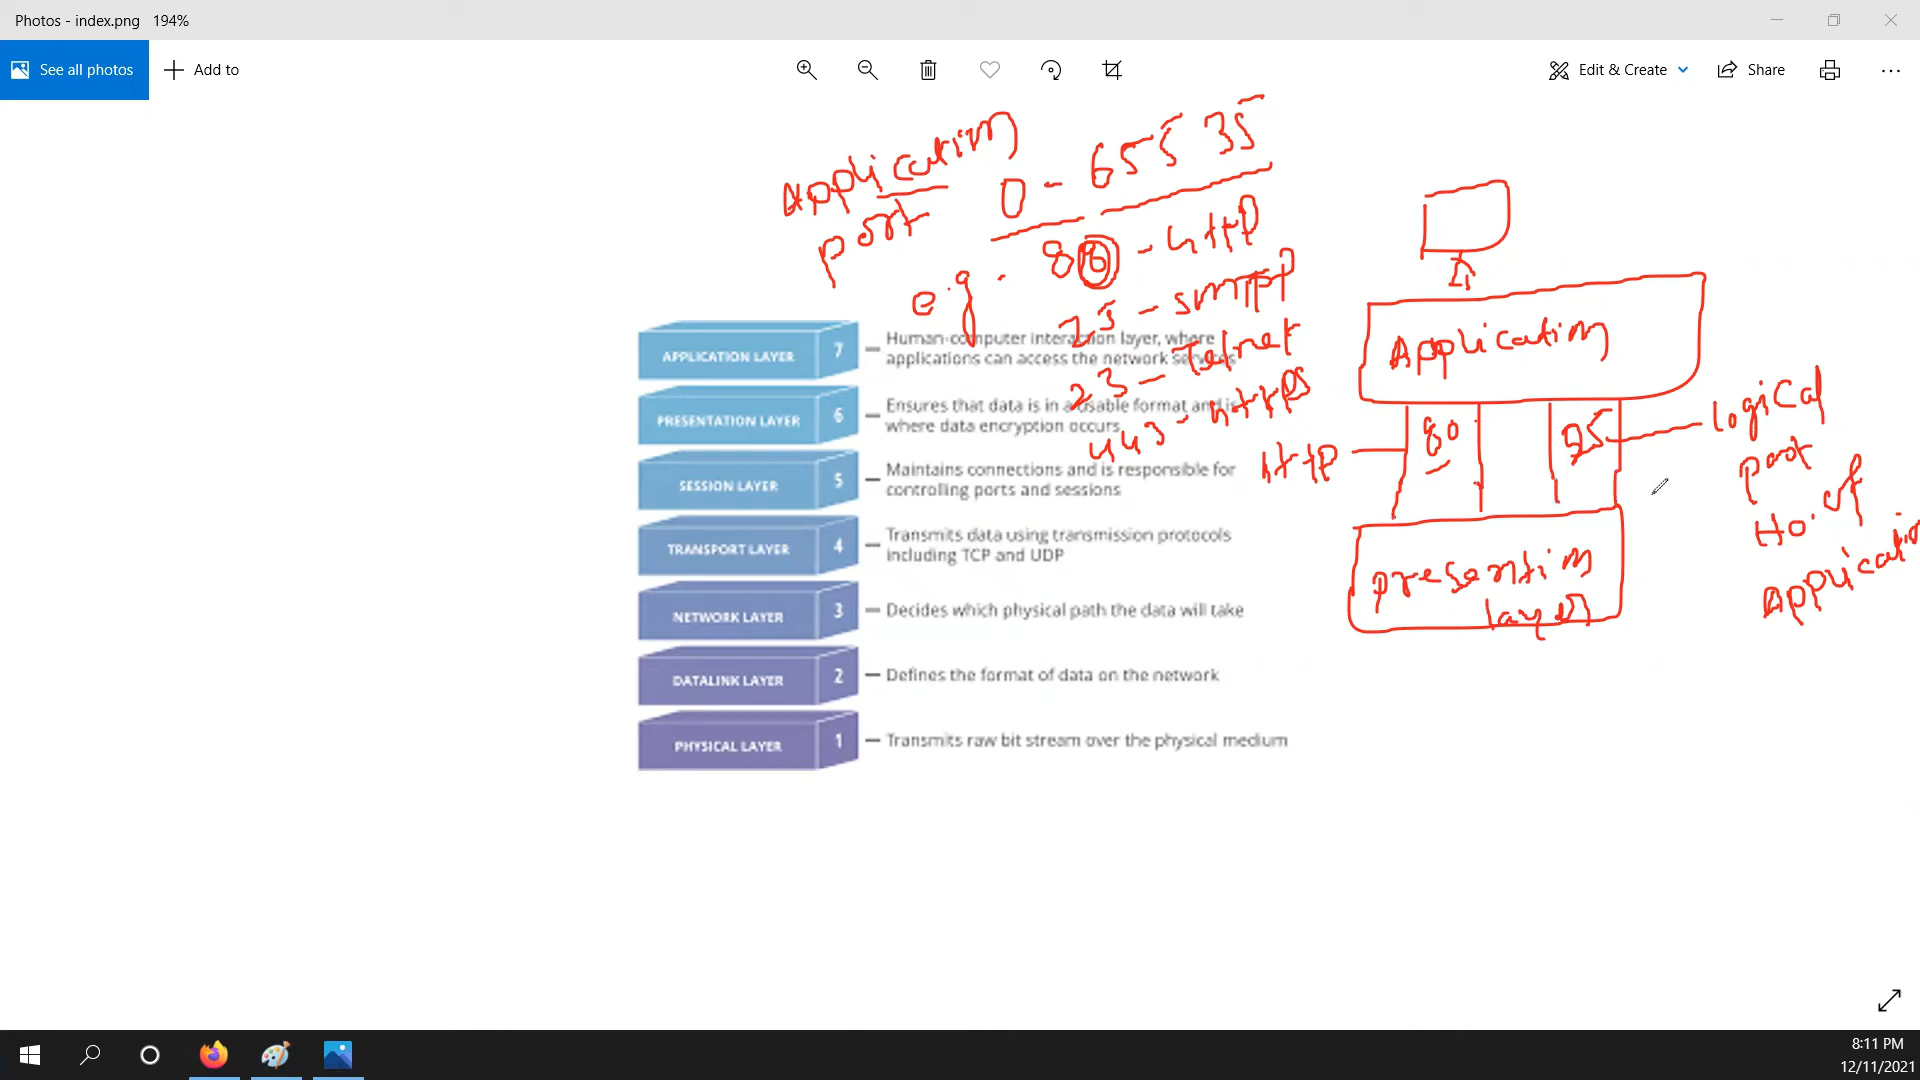 Photos - index.png 194%
See all photos
Add to
Edit & Create
Share
Application
port
0 - 65535
e.g. 80 - http
25 - SMTP
23 - Telnet
443 - https
APPLICATION LAYER 7
Human-computer interaction layer, where
applications can access the network services
PRESENTATION LAYER 6
Ensures that data is in a usable format and is
where data encryption occurs
SESSION LAYER 5
Maintains connections and is responsible for
controlling ports and sessions
TRANSPORT LAYER 4
Transmits data using transmission protocols
including TCP and UDP
NETWORK LAYER 3
Decides which physical path the data will take
DATALINK LAYER 2
Defines the format of data on the network
PHYSICAL LAYER 1
Transmits raw bit stream over the physical medium
Application
http
80
25
logical
port
No. of
Application
presentation
layer
8:11 PM
12/11/2021